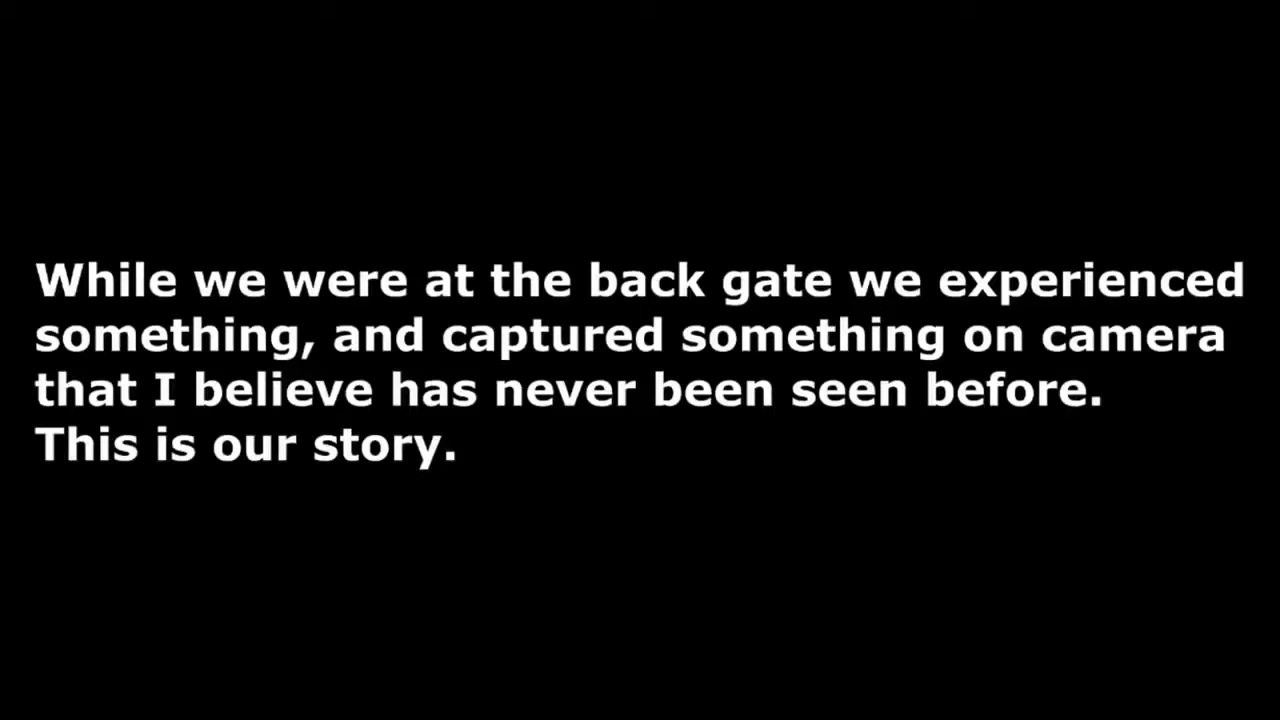 While we were at the back gate we experienced
something, and captured something on camera
that I believe has never been seen before.
This is our story.